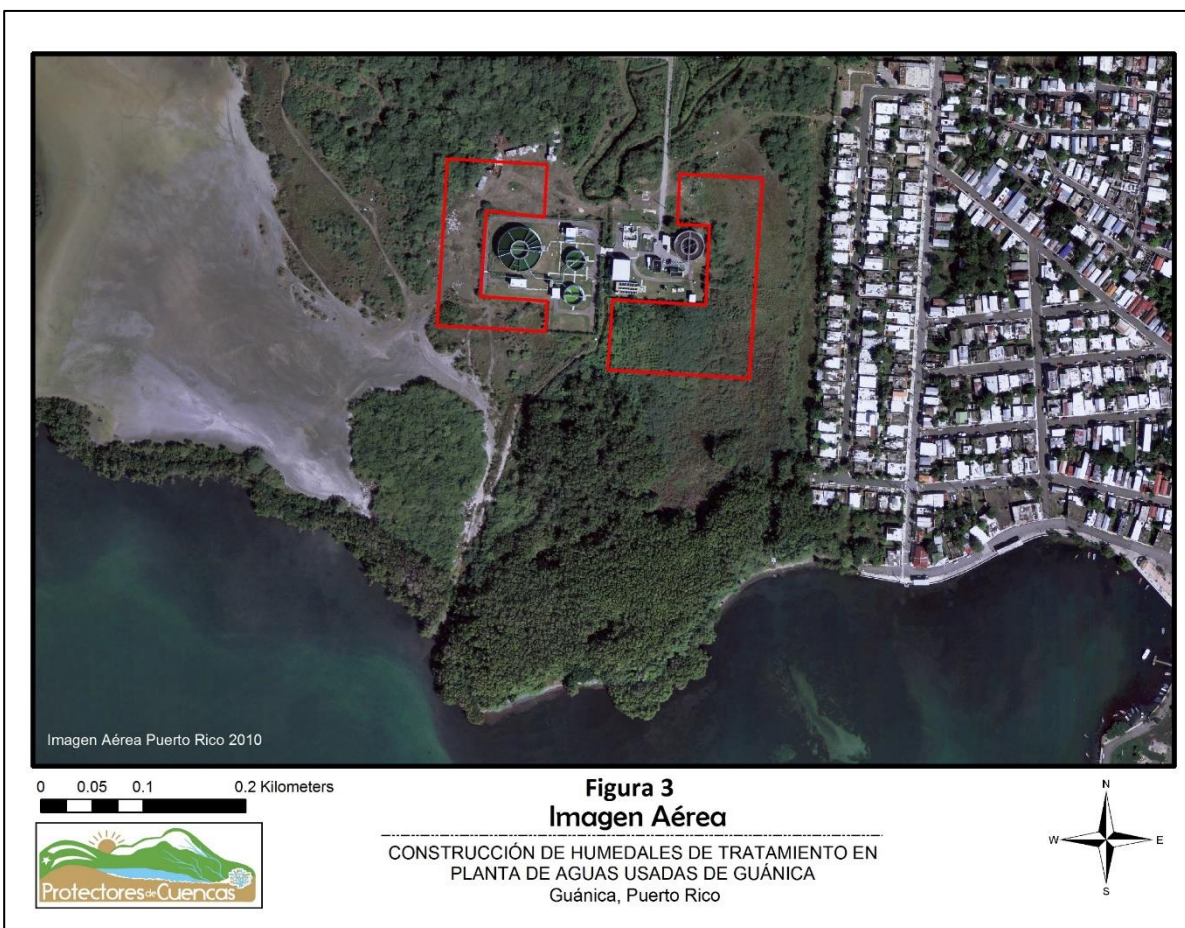 Imagen Aérea Puerto Rico 2010
0 0.05 0.1 0.2 Kilometers
Protectores de Cuencas
Figura 3
Imagen Aérea
CONSTRUCCIÓN DE HUMEDALES DE TRATAMIENTO EN
PLANTA DE AGUAS USADAS DE GUÁNICA
Guánica, Puerto Rico
N
W E
S